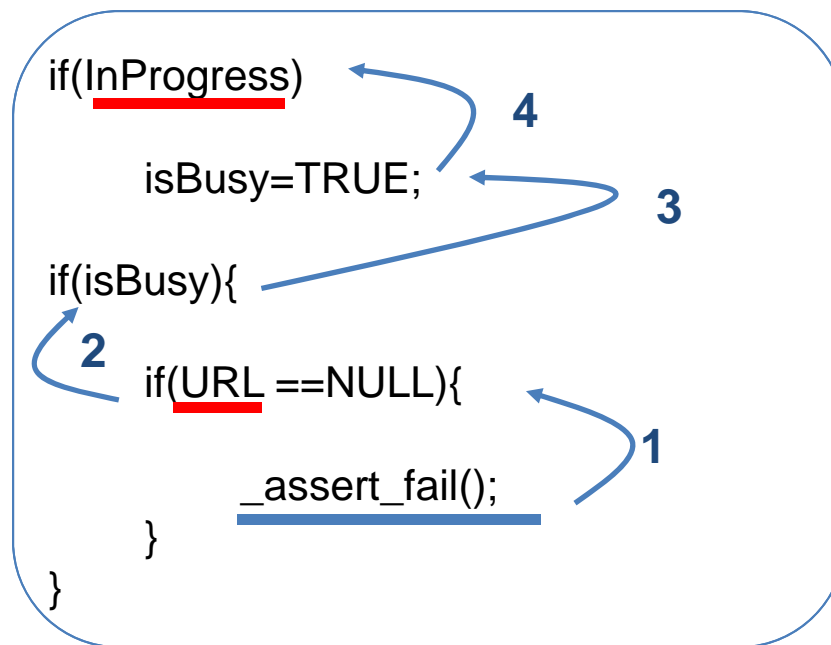 if(InProgress)
4
isBusy=TRUE;
3
if(isBusy){
2
if(URL ==NULL){
1
_assert_fail();
}
}